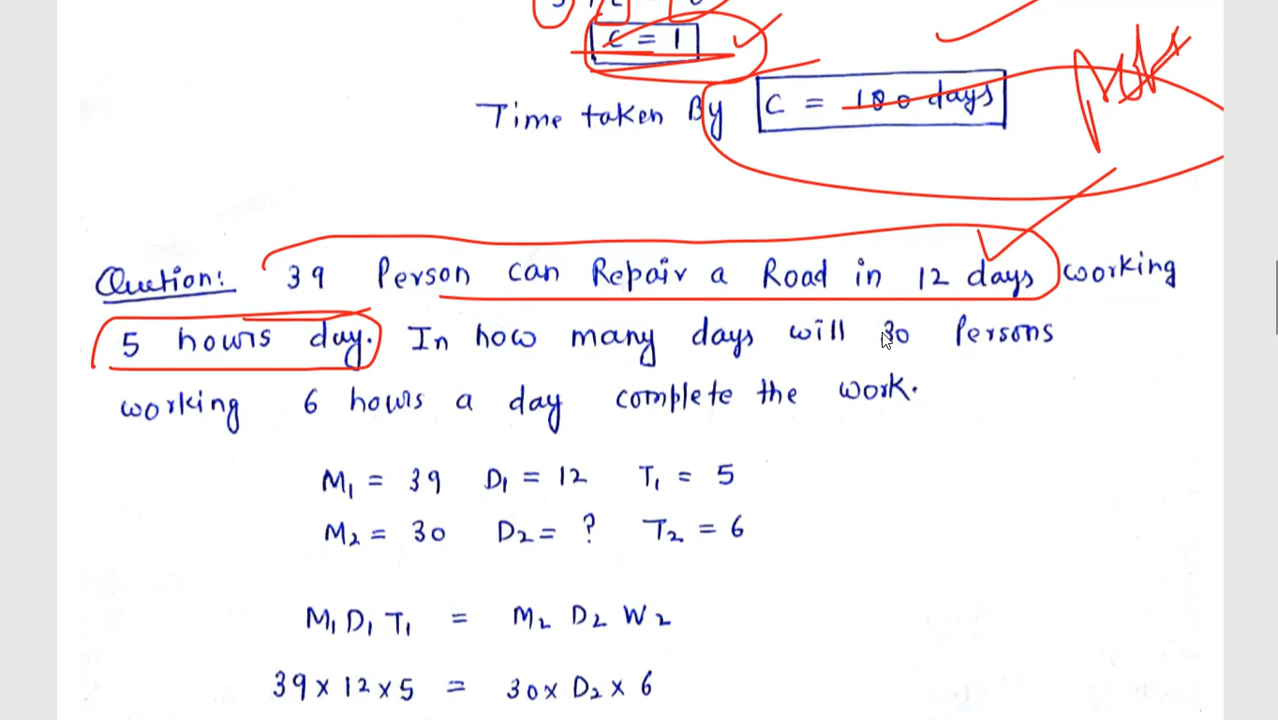 C = 1
Time taken By C = 180 days
Quetion: 39 Person can Repair a Road in 12 days working
5 hours day. In how many days will 30 Persons
working 6 hours a day complete the work.
M1 = 39 D1 = 12 T1 = 5
M2 = 30 D2 = ? T2 = 6
M1 D1 T1 = M2 D2 W2
39 x 12 x 5 = 30 x D2 x 6